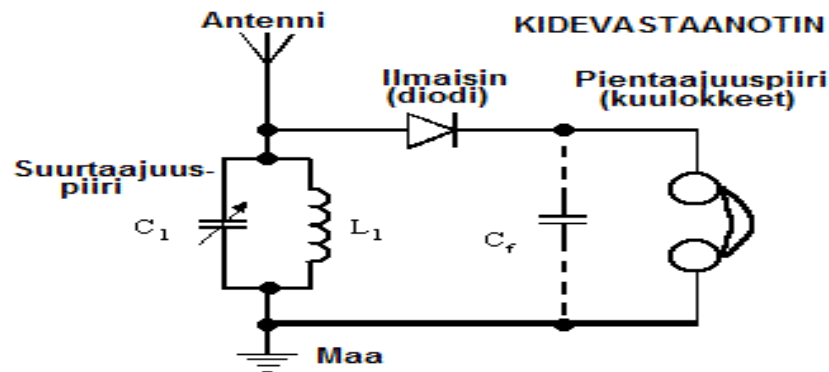 Antenni
KIDEVASTAANOTIN
Ilmaisin
(diodi)
Pientaajuuspiiri
(kuulokkeet)
Suurtaajuus-
piiri
C1
L1
Cf
Maa